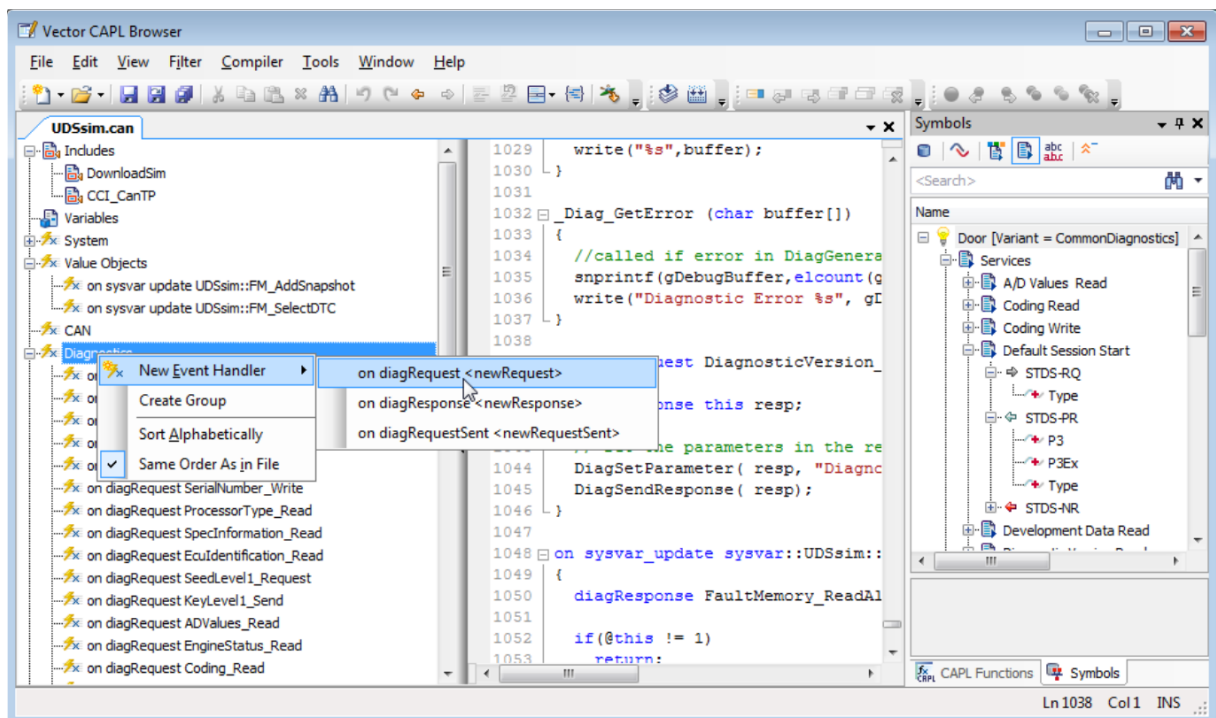 Vector CAPL Browser
File Edit View Filter Compiler Tools Window Help
UDSsim.can
Includes
DownloadSim
CCI_CanTP
Variables
System
Value Objects
on sysvar update UDSsim::FM_AddSnapshot
on sysvar update UDSsim::FM_SelectDTC
CAN
Diagnostics
on diagRequest SerialNumber_Write
on diagRequest ProcessorType_Read
on diagRequest SpecInformation_Read
on diagRequest EcuIdentification_Read
on diagRequest SeedLevel1_Request
on diagRequest KeyLevel1_Send
on diagRequest ADValues_Read
on diagRequest EngineStatus_Read
on diagRequest Coding_Read
New Event Handler
Create Group
Sort Alphabetically
Same Order As in File
on diagRequest <newRequest>
on diagResponse <newResponse>
on diagRequestSent <newRequestSent>
1029 write("%s",buffer);
1030 }
1031
1032 _Diag_GetError (char buffer[])
1033 {
1034 //called if error in DiagGenera
1035 snprintf(gDebugBuffer,elcount(g
1036 write("Diagnostic Error %s", gD
1037 }
1038
uest DiagnosticVersion_
onse this resp;
the parameters in the re
1044 DiagSetParameter( resp, "Diagno
1045 DiagSendResponse( resp);
1046 }
1047
1048 on sysvar_update sysvar::UDSsim::
1049 {
1050 diagResponse FaultMemory_ReadAl
1051
1052 if(@this != 1)
1053 return;
Symbols
abc
abc
<Search>
Name
Door [Variant = CommonDiagnostics]
Services
A/D Values Read
Coding Read
Coding Write
Default Session Start
STDS-RQ
Type
STDS-PR
P3
P3Ex
Type
STDS-NR
Development Data Read
CAPL Functions Symbols
Ln 1038 Col 1 INS